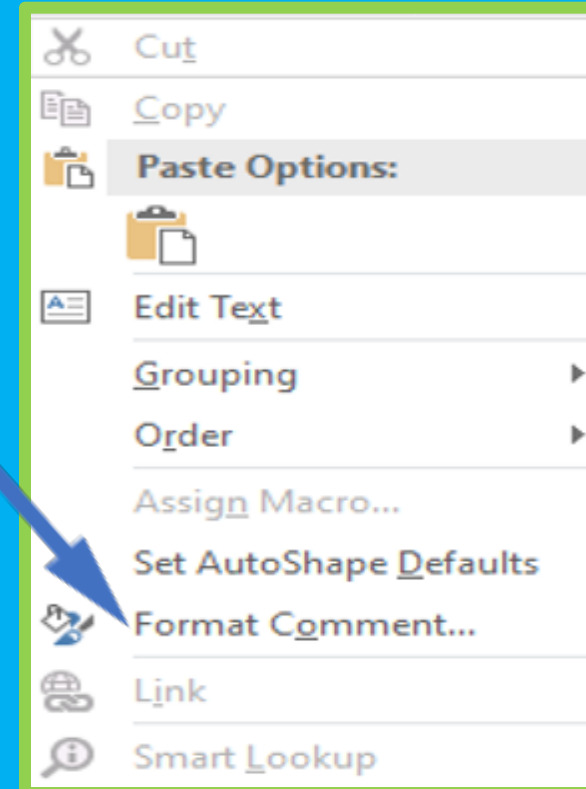 Cut
Copy
Paste Options:
Edit Text
Grouping
Order
Assign Macro...
Set AutoShape Defaults
Format Comment...
Link
Smart Lookup